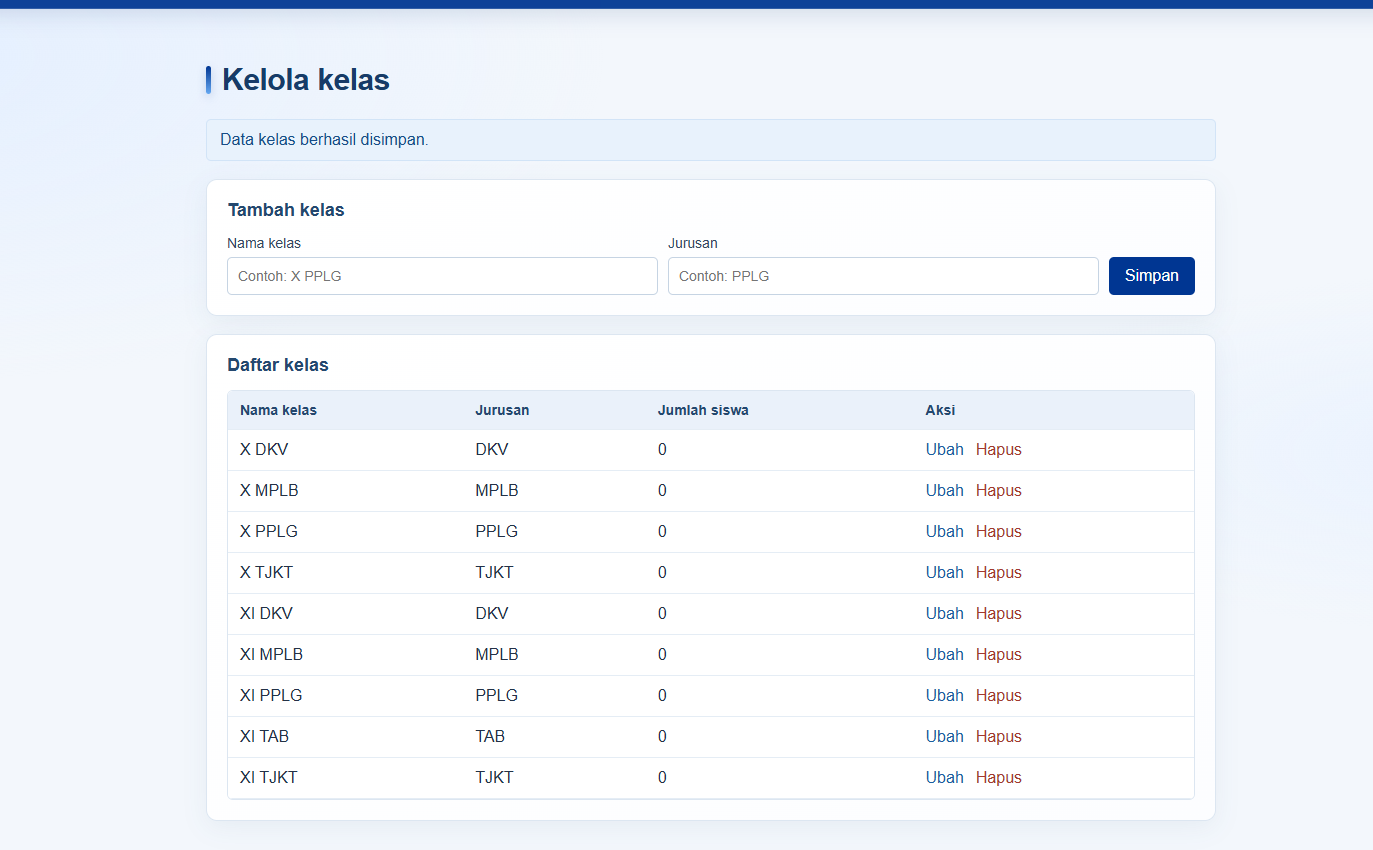 Kelola kelas
Data kelas berhasil disimpan.
Tambah kelas
Nama kelas Jurusan
Contoh: X PPLG Contoh: PPLG Simpan
Daftar kelas
Nama kelas Jurusan Jumlah siswa Aksi
X DKV DKV 0 Ubah Hapus
X MPLB MPLB 0 Ubah Hapus
X PPLG PPLG 0 Ubah Hapus
X TJKT TJKT 0 Ubah Hapus
XI DKV DKV 0 Ubah Hapus
XI MPLB MPLB 0 Ubah Hapus
XI PPLG PPLG 0 Ubah Hapus
XI TAB TAB 0 Ubah Hapus
XI TJKT TJKT 0 Ubah Hapus